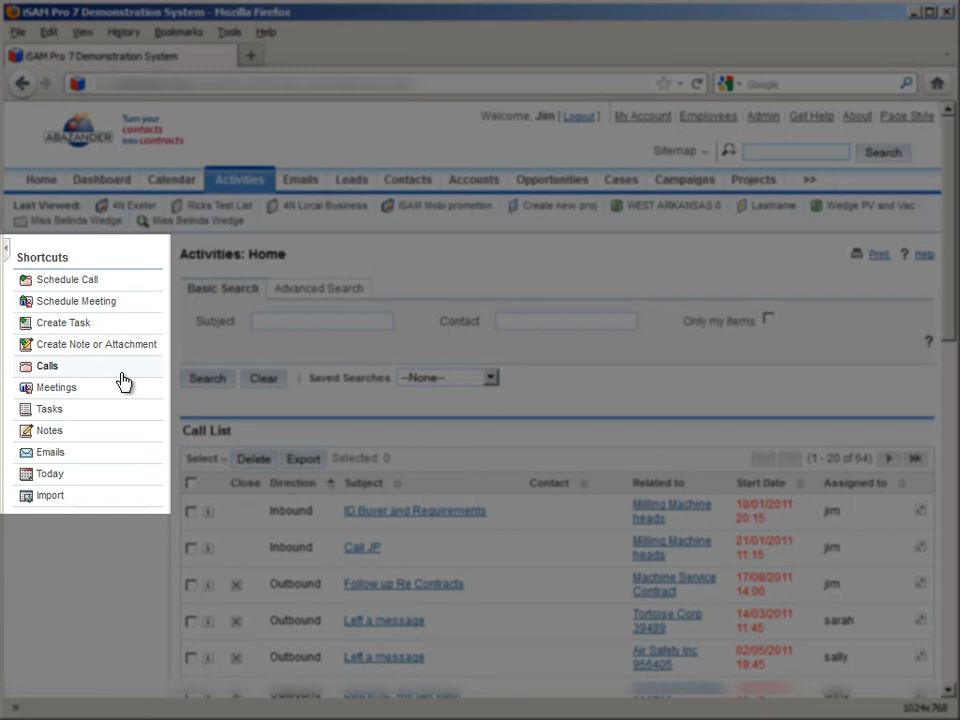 iSAM Pro 7 Demonstration System - Mozilla Firefox
File Edit View History Bookmarks Tools Help
iSAM Pro 7 Demonstration System
Google
Welcome, Jim [ Logout ] My Account Employees Admin Get Help About Page Style
ABAZANDER
Turn your
contacts
into contracts
Sitemap Search
Home Dashboard Calendar Activities Emails Leads Contacts Accounts Opportunities Cases Campaigns Projects >>
Last Viewed: 4N Exeter Ricks Test List 4N Local Business iSAM Mobi promotion Create new proj WEST ARKANSAS 6 Lastname Wedge PV and Vac
Miss Belinda Wedge Miss Belinda Wedge
Shortcuts
Schedule Call
Schedule Meeting
Create Task
Create Note or Attachment
Calls
Meetings
Tasks
Notes
Emails
Today
Import
Activities: Home Print ? Help
Basic Search Advanced Search
Subject Contact Only my items
?
Search Clear | Saved Searches --None--
Call List
Select Delete Export Selected: 0 (1 - 20 of 64)
Close Direction Subject Contact Related to Start Date Assigned to
Inbound ID Buyer and Requirements Milling Machine heads 18/01/2011 20:15 jim
Inbound Call JP Milling Machine heads 21/01/2011 11:15 jim
Outbound Follow up Re Contracts Machine Service Contract 17/08/2011 14:00 jim
Outbound Left a message Tortoise Corp 39489 14/03/2011 11:45 sarah
Outbound Left a message Air Safety Inc 956405 02/05/2011 19:45 sally
1024x768